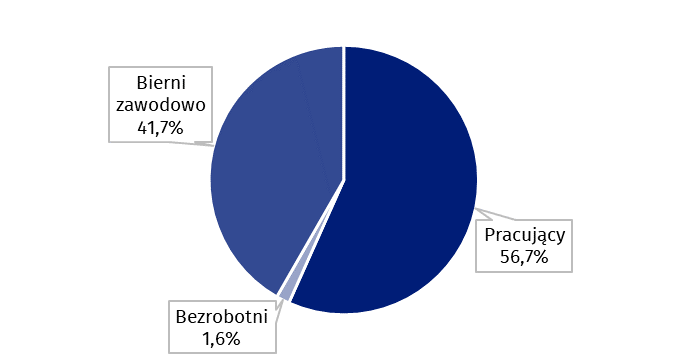 Bierni
zawodowo
41,7%
Pracujący
56,7%
Bezrobotni
1,6%